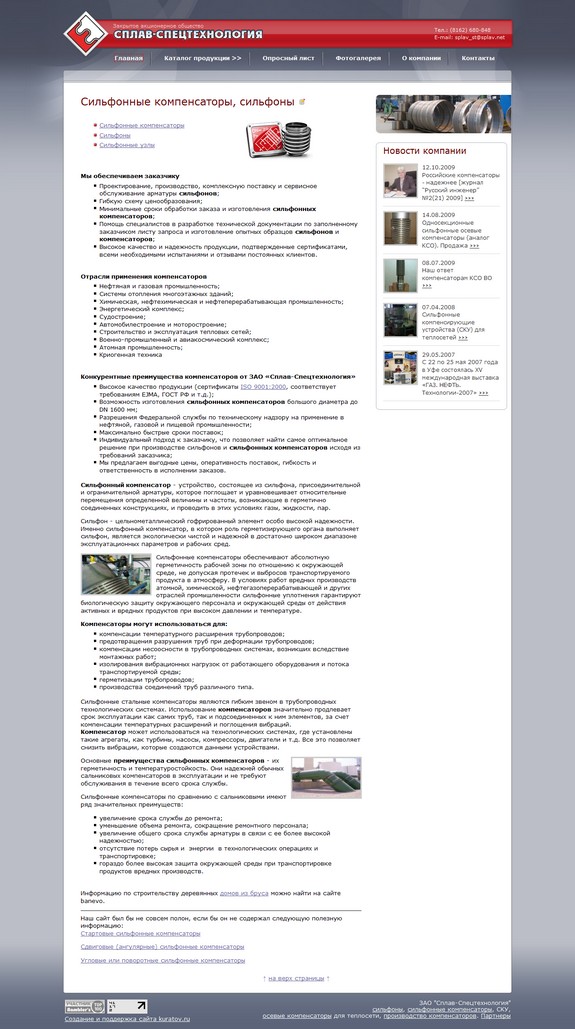 Закрытое акционерное общество
СПЛАВ-СПЕЦТЕХНОЛОГИЯ
Тел.: (8162) 680-848
E-mail: splav_st@splav.net
Главная
Каталог продукции >>
Опросный лист
Фотогалерея
О компании
Контакты
Сильфонные компенсаторы, сильфоны
Сильфонные компенсаторы
Сильфоны
Сильфонные узлы
Мы обеспечиваем заказчику
Проектирование, производство, комплексную поставку и сервисное
обслуживание арматуры сильфонов;
Гибкую схему ценообразования;
Минимальные сроки обработки заказа и изготовления сильфонных
компенсаторов;
Помощь специалистов в разработке технической документации по заполненному
заказчиком листу запроса и изготовление опытных образцов сильфонов и
компенсаторов;
Высокое качество и надежность продукции, подтвержденные сертификатами,
всеми необходимыми испытаниями и отзывами постоянных клиентов.
Отрасли применения компенсаторов
Нефтяная и газовая промышленность;
Системы отопления многоэтажных зданий;
Химическая, нефтехимическая и нефтеперерабатывающая промышленность;
Энергетический комплекс;
Судостроение;
Автомобилестроение и моторостроение;
Строительство и эксплуатация тепловых сетей;
Военно-промышленный и авиакосмический комплекс;
Атомная промышленность;
Криогенная техника
Конкурентные преимущества компенсаторов от ЗАО «Сплав-Спецтехнология»
Высокое качество продукции (сертификаты ISO 9001:2000, соответствует
требованиям EJMA, ГОСТ РФ и т.д.);
Возможность изготовления сильфонных компенсаторов большого диаметра до
DN 1600 мм;
Разрешения Федеральной службы по техническому надзору на применение в
нефтяной, газовой и пищевой промышленности;
Максимально быстрые сроки поставок;
Индивидуальный подход к заказчику, что позволяет найти самое оптимальное
решение при производстве сильфонов и сильфонных компенсаторов исходя из
требований заказчика;
Мы предлагаем выгодные цены, оперативность поставок, гибкость и
ответственность в исполнении заказов.
Сильфонный компенсатор - устройство, состоящее из сильфона, присоединительной
и ограничительной арматуры, которое поглощает и уравновешивает относительные
перемещения определенной величины и частоты, возникающие в герметично
соединенных конструкциях, и проводить в этих условиях газы, жидкости, пар.
Сильфон - цельнометаллический гофрированный элемент особо высокой надежности.
Именно сильфонный компенсатор, в котором роль герметизирующего органа выполняет
сильфон, является экологически чистой и надежной в достаточно широком диапазоне
эксплуатационных параметров и рабочих сред.
Сильфонные компенсаторы обеспечивают абсолютную
герметичность рабочей зоны по отношению к окружающей
среде, не допуская протечек и выбросов транспортируемого
продукта в атмосферу. В условиях работ вредных производств
атомной, химической, нефтегазоперерабатывающей и других
отраслей промышленности сильфонные уплотнения гарантируют
биологическую защиту окружающего персонала и окружающей среды от действия
активных и вредных продуктов при высоком давлении и температуре.
Компенсаторы могут использоваться для:
компенсации температурного расширения трубопроводов;
предотвращения разрушения труб при деформации трубопроводов;
компенсации несоосности в трубопроводных системах, возникших вследствие
монтажных работ;
изолирования вибрационных нагрузок от работающего оборудования и потока
транспортируемой среды;
герметизации трубопроводов;
производства соединений труб различного типа.
Сильфонные стальные компенсаторы являются гибким звеном в трубопроводных
технологических системах. Использование компенсаторов значительно продлевает
срок эксплуатации как самих труб, так и подсоединенных к ним элементов, за счет
компенсации температурных расширений и поглощения вибраций.
Компенсатор может использоваться на технологических системах, где установлены
такие агрегаты, как турбины, насосы, компрессоры, двигатели и т.д. Все это позволяет
снизить вибрации, которые создаются данными устройствами.
Основные преимущества сильфонных компенсаторов - их
герметичность и температуростойкость. Они надежней обычных
сальниковых компенсаторов в эксплуатации и не требуют
обслуживания в течение всего срока службы.
Сильфонные компенсаторы по сравнению с сальниковыми имеют
ряд значительных преимуществ:
увеличение срока службы до ремонта;
уменьшение объема ремонта, сокращение ремонтного персонала;
увеличение общего срока службы арматуры в связи с ее более высокой
надежностью;
отсутствие потерь сырья и энергии в технологических операциях и
транспортировке;
гораздо более высокая защита окружающей среды при транспортировке
продуктов вредных производств.
Информацию по строительству деревянных домов из бруса можно найти на сайте
banevo.
Наш сайт был бы не совсем полон, если бы он не содержал следующую полезную
информацию:
Стартовые сильфонные компенсаторы
Сдвиговые (ангулярные) сильфонные компенсаторы
Угловые или поворотные сильфонные компенсаторы
↑ на верх страницы ↑
Новости компании
12.10.2009
Российские компенсаторы
- надежнее [журнал
"Русский инженер"
№2(21) 2009] >>>
14.08.2009
Односекционные
сильфонные осевые
компенсаторы (аналог
КСО). Продажа >>>
08.07.2009
Наш ответ
компенсаторам КСО ВО
>>>
07.04.2008
Сильфонные
компенсирующие
устройства (СКУ) для
теплосетей >>>
29.03.2007
С 22 по 25 мая 2007 года
в Уфе состоялась XV
международная выставка
«ГАЗ. НЕФТЬ.
Технологии-2007» >>>
УЧАСТНИК
Rambler's
Создание и поддержка сайта kuratov.ru
ЗАО "Сплав-Спецтехнология"
сильфоны, сильфонные компенсаторы, СКУ,
осевые компенсаторы для теплосети, производство компенсаторов. Партнеры